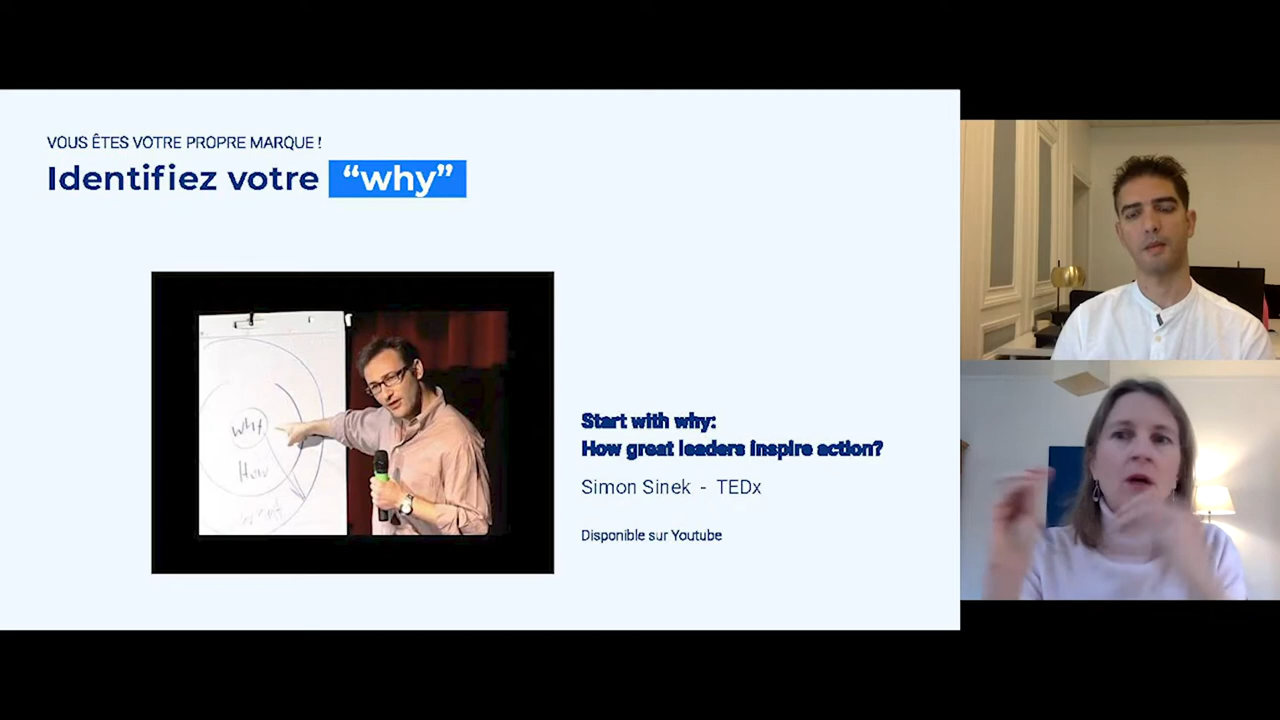 VOUS ÊTES VOTRE PROPRE MARQUE !
Identifiez votre “why”
why
How
Start with why:
How great leaders inspire action?
Simon Sinek - TEDx
Disponible sur Youtube